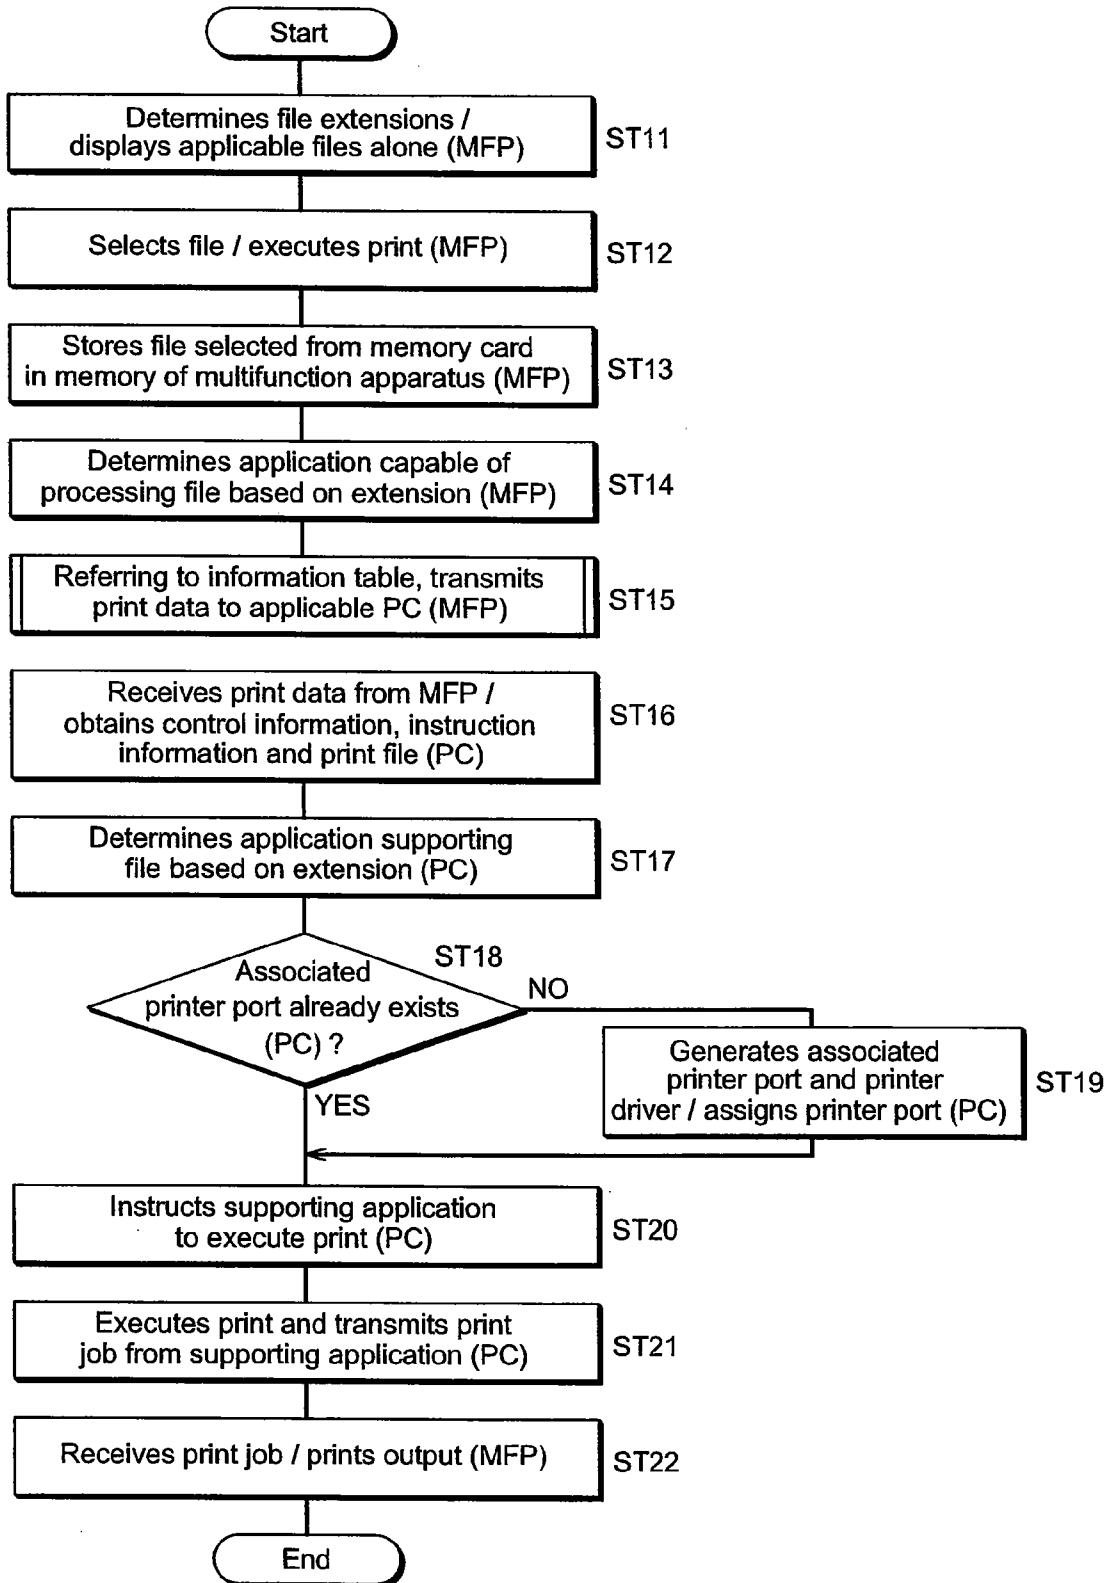 Start
Determines file extensions /
displays applicable files alone (MFP)
ST11
Selects file / executes print (MFP)
ST12
Stores file selected from memory card
in memory of multifunction apparatus (MFP)
ST13
Determines application capable of
processing file based on extension (MFP)
ST14
Referring to information table, transmits
print data to applicable PC (MFP)
ST15
Receives print data from MFP /
obtains control information, instruction
information and print file (PC)
ST16
Determines application supporting
file based on extension (PC)
ST17
ST18
Associated
printer port already exists
(PC) ?
NO
YES
Generates associated
printer port and printer
driver / assigns printer port (PC)
ST19
Instructs supporting application
to execute print (PC)
ST20
Executes print and transmits print
job from supporting application (PC)
ST21
Receives print job / prints output (MFP)
ST22
End